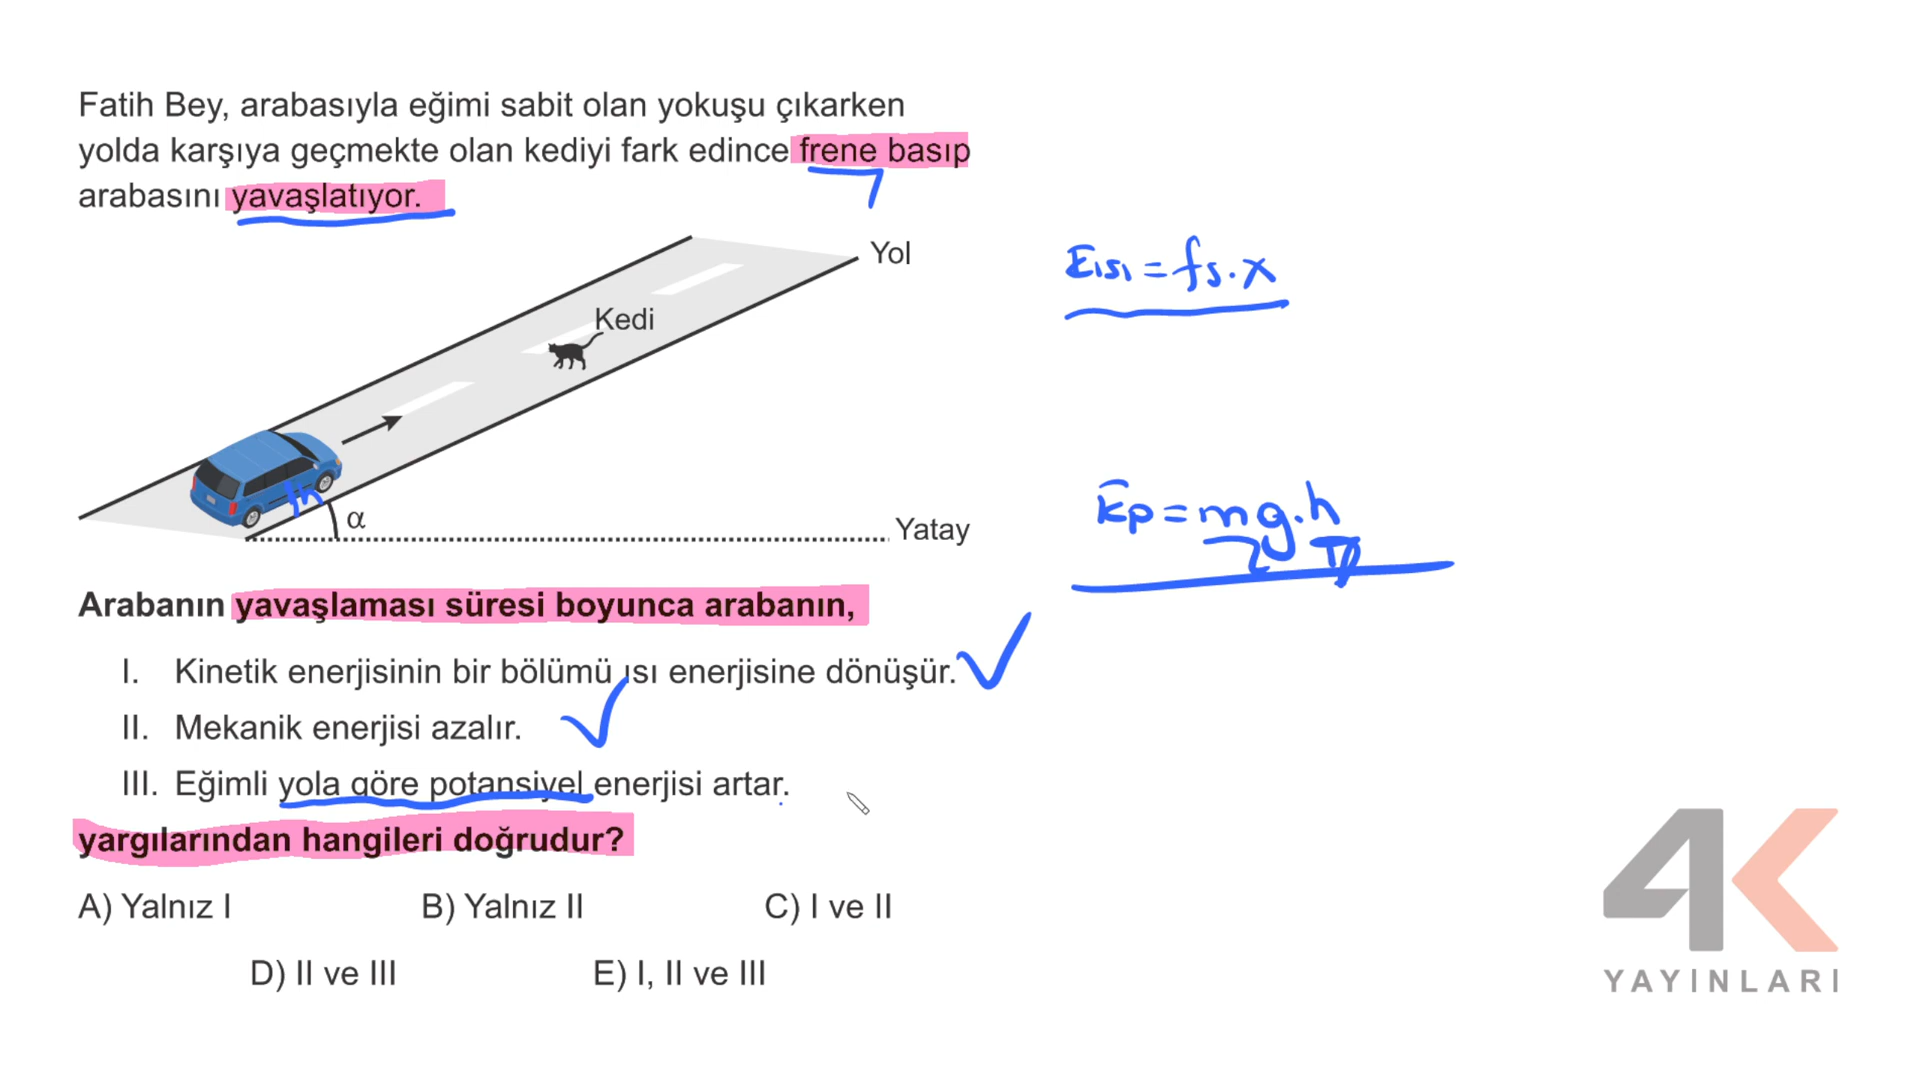 Fatih Bey, arabasıyla eğimi sabit olan yokuşu çıkarken
yolda karşıya geçmekte olan kediyi fark edince frene basıp
arabasını yavaşlatıyor.
Yol
Kedi
h
α
Yatay
Eısı = fs.x
Ep = mg.h
Arabanın yavaşlaması süresi boyunca arabanın,
I. Kinetik enerjisinin bir bölümü ısı enerjisine dönüşür.
II. Mekanik enerjisi azalır.
III. Eğimli yola göre potansiyel enerjisi artar.
yargılarından hangileri doğrudur?
A) Yalnız I B) Yalnız II C) I ve II
D) II ve III E) I, II ve III
4K
YAYINLARI